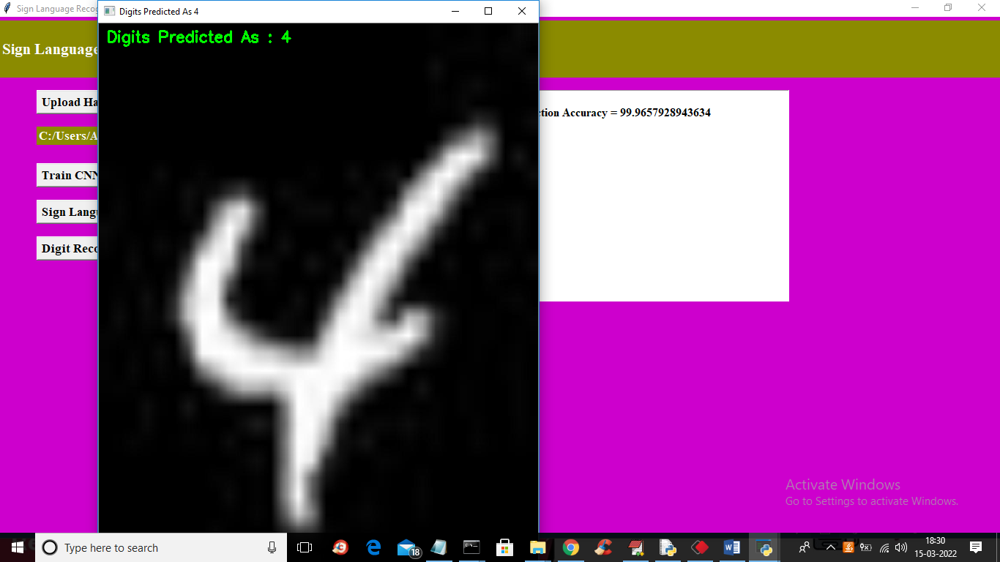 Sign Language Recog
Digits Predicted As 4
Digits Predicted As : 4
Sign Language
Upload Ha
ction Accuracy = 99.9657928943634
C:/Users/A
Train CNN
Sign Langu
Digit Reco
4
Activate Windows
Go to Settings to activate Windows.
Type here to search
18
18:30
15-03-2022